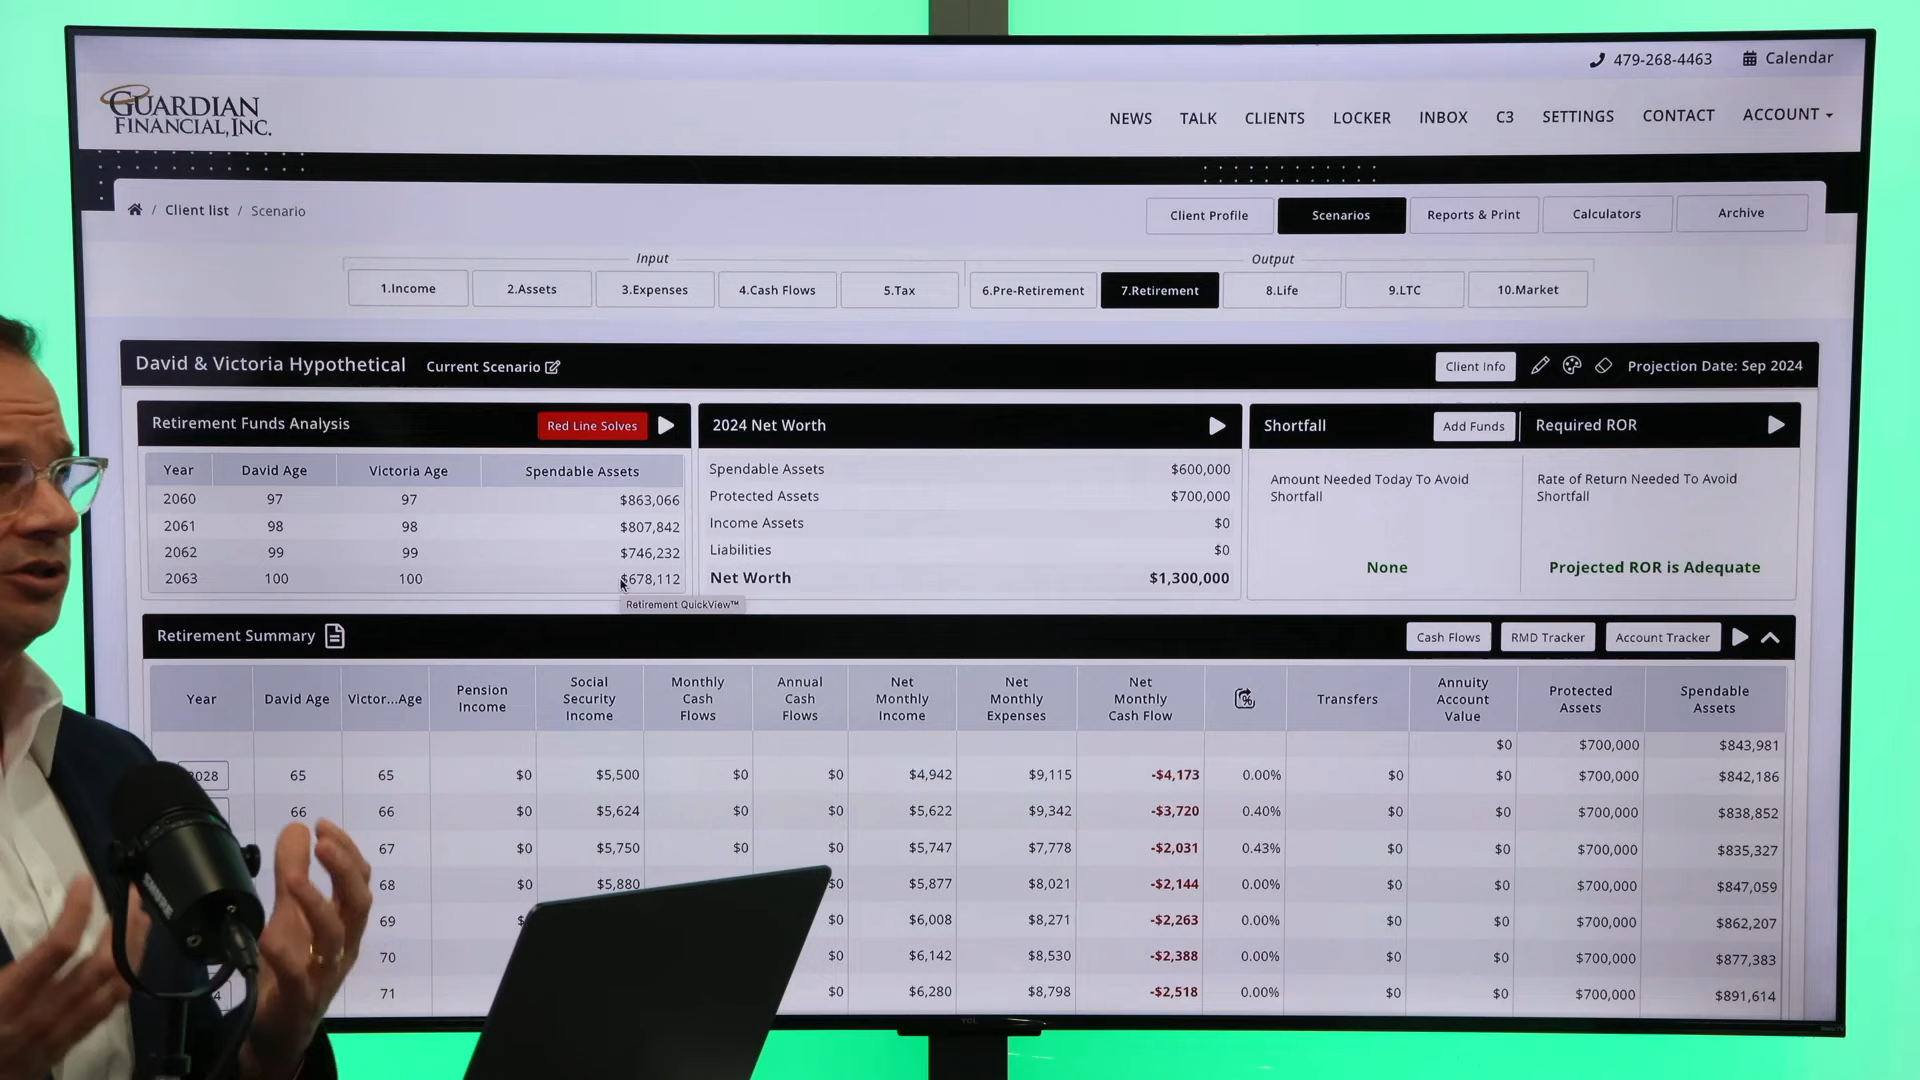 479-268-4463 Calendar
GUARDIAN
FINANCIAL, INC.
NEWS TALK CLIENTS LOCKER INBOX C3 SETTINGS CONTACT ACCOUNT
/ Client list / Scenario
Client Profile Scenarios Reports & Print Calculators Archive
Input Output
1.Income 2.Assets 3.Expenses 4.Cash Flows 5.Tax 6.Pre-Retirement 7.Retirement 8.Life 9.LTC 10.Market
David & Victoria Hypothetical Current Scenario Client Info Projection Date: Sep 2024
Retirement Funds Analysis Red Line Solves
Year David Age Victoria Age Spendable Assets
2060 97 97 $863,066
2061 98 98 $807,842
2062 99 99 $746,232
2063 100 100 $678,112
Retirement QuickView™
2024 Net Worth
Spendable Assets $600,000
Protected Assets $700,000
Income Assets $0
Liabilities $0
Net Worth $1,300,000
Shortfall Add Funds Required ROR
Amount Needed Today To Avoid
Shortfall
None
Rate of Return Needed To Avoid
Shortfall
Projected ROR is Adequate
Retirement Summary Cash Flows RMD Tracker Account Tracker
Year David Age Victor...Age Pension Income Social Security Income Monthly Cash Flows Annual Cash Flows Net Monthly Income Net Monthly Expenses Net Monthly Cash Flow % Transfers Annuity Account Value Protected Assets Spendable Assets
$0 $700,000 $843,981
028 65 65 $0 $5,500 $0 $0 $4,942 $9,115 -$4,173 0.00% $0 $0 $700,000 $842,186
66 66 $0 $5,624 $0 $0 $5,622 $9,342 -$3,720 0.40% $0 $0 $700,000 $838,852
67 $0 $5,750 $0 $0 $5,747 $7,778 -$2,031 0.43% $0 $0 $700,000 $835,327
68 $0 $5,880 $0 $5,877 $8,021 -$2,144 0.00% $0 $0 $700,000 $847,059
69 $ $0 $6,008 $8,271 -$2,263 0.00% $0 $0 $700,000 $862,207
70 $0 $6,142 $8,530 -$2,388 0.00% $0 $0 $700,000 $877,383
4 71 $0 $6,280 $8,798 -$2,518 0.00% $0 $0 $700,000 $891,614
TCL
SHURE